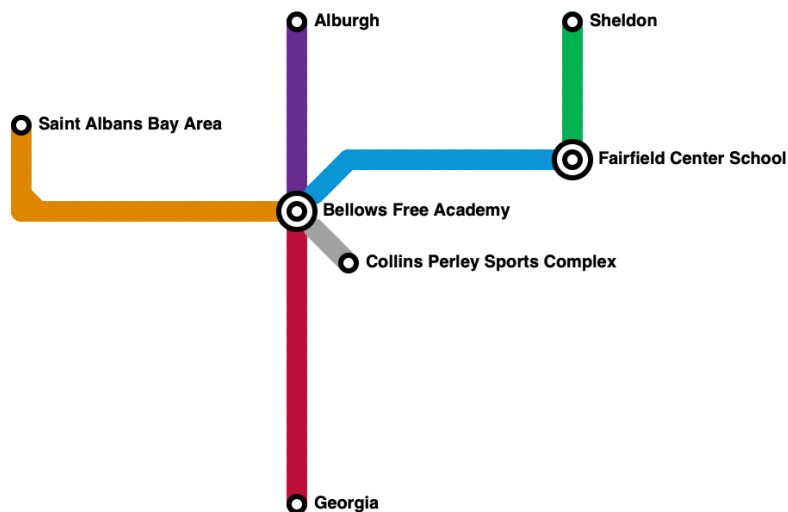 Alburgh
Sheldon
Saint Albans Bay Area
Fairfield Center School
Bellows Free Academy
Collins Perley Sports Complex
Georgia